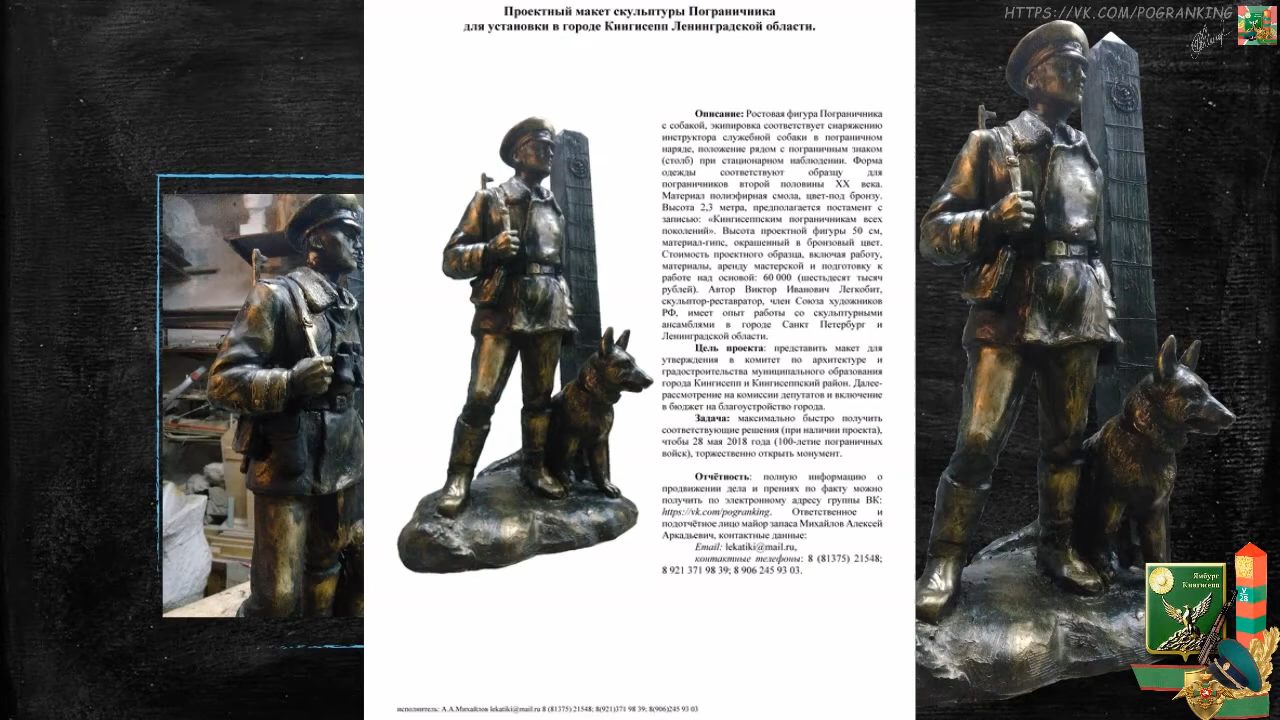 Проектный макет скульптуры Пограничника
для установки в городе Кингисепп Ленинградской области.
HTTPS://VK.COM/POGRANKING
Описание: Ростовая фигура Пограничника
с собакой, экипировка соответствует снаряжению
инструктора служебной собаки в пограничном
наряде, положение рядом с пограничным знаком
(столб) при стационарном наблюдении. Форма
одежды соответствуют образцу для
пограничников второй половины XX века.
Материал полиэфирная смола, цвет-под бронзу.
Высота 2,3 метра, предполагается постамент с
записью: «Кингисеппским пограничникам всех
поколений». Высота проектной фигуры 50 см,
материал-гипс, окрашенный в бронзовый цвет.
Стоимость проектного образца, включая работу,
материалы, аренду мастерской и подготовку к
работе над основой: 60 000 (шестьдесят тысяч
рублей). Автор Виктор Иванович Легкобит,
скульптор-реставратор, член Союза художников
РФ, имеет опыт работы со скульптурными
ансамблями в городе Санкт Петербург и
Ленинградской области.
Цель проекта: представить макет для
утверждения в комитет по архитектуре и
градостроительства муниципального образования
города Кингисепп и Кингисеппский район. Далее-
рассмотрение на комиссии депутатов и включение
в бюджет на благоустройство города.
Задача: максимально быстро получить
соответствующие решения (при наличии проекта),
чтобы 28 мая 2018 года (100-летие пограничных
войск), торжественно открыть монумент.
Отчётность: полную информацию о
продвижении дела и прениях по факту можно
получить по электронному адресу группы ВК:
https://vk.com/pogranking. Ответственное и
подотчётное лицо майор запаса Михайлов Алексей
Аркадьевич, контактные данные:
Email: lekatiki@mail.ru,
контактные телефоны: 8 (81375) 21548;
8 921 371 98 39; 8 906 245 93 03.
исполнитель: А.А.Михайлов lekatiki@mail.ru 8 (81375) 21548; 8(921)371 98 39; 8(906)245 93 03
Ямбург
Кингисепп
V
28